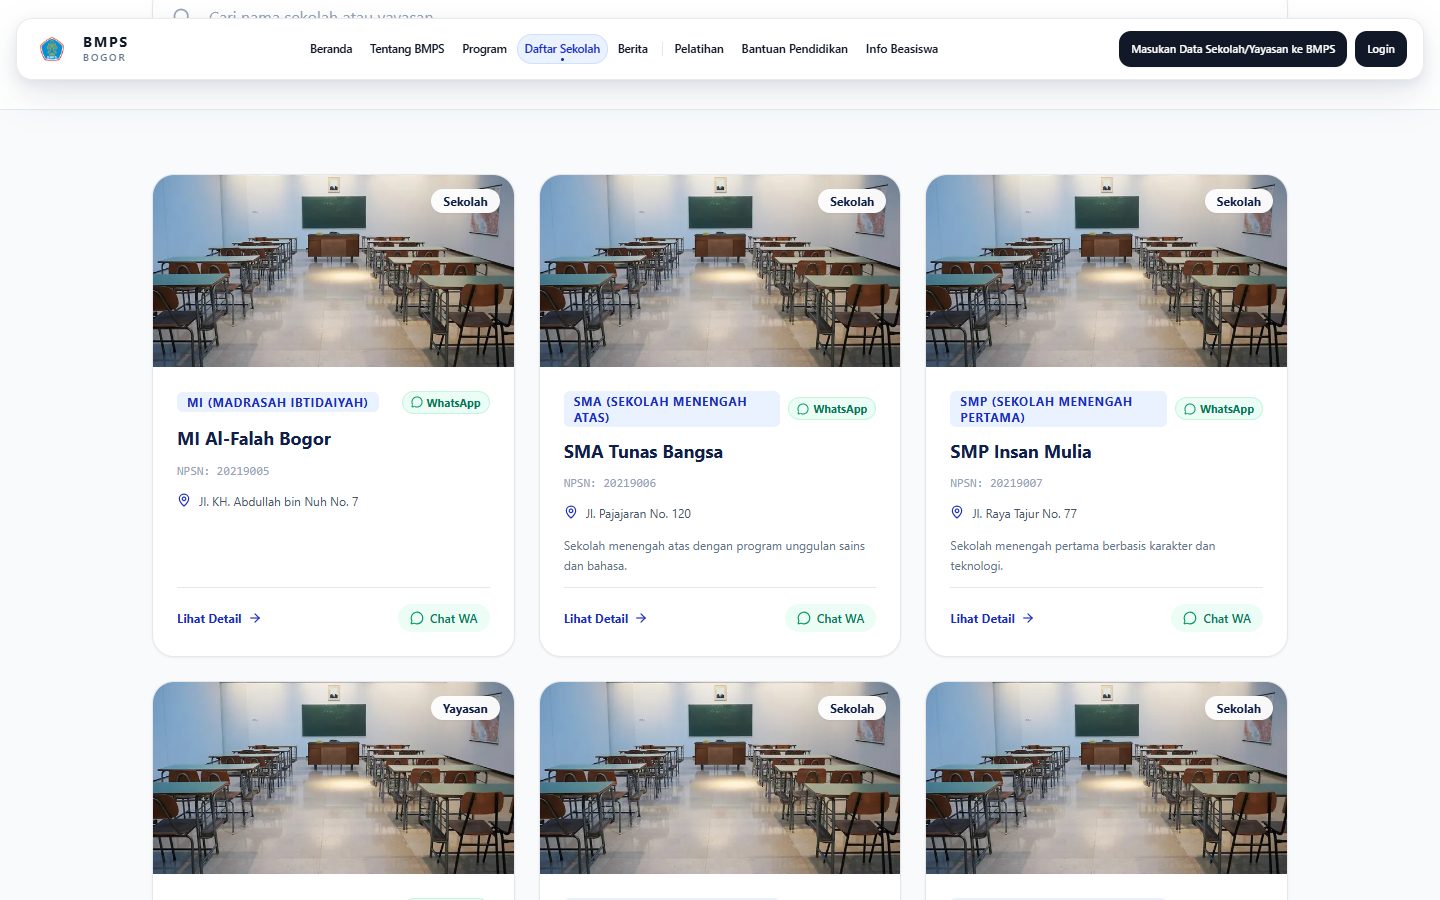 Cari nama sekolah atau yayasan
BMPS
BOGOR
Beranda
Tentang BMPS
Program
Daftar Sekolah
Berita
Pelatihan
Bantuan Pendidikan
Info Beasiswa
Masukan Data Sekolah/Yayasan ke BMPS
Login
Sekolah
MI (MADRASAH IBTIDAIYAH)
WhatsApp
MI Al-Falah Bogor
NPSN: 20219005
Jl. KH. Abdullah bin Nuh No. 7
Lihat Detail
Chat WA
Sekolah
SMA (SEKOLAH MENENGAH
ATAS)
WhatsApp
SMA Tunas Bangsa
NPSN: 20219006
Jl. Pajajaran No. 120
Sekolah menengah atas dengan program unggulan sains
dan bahasa.
Lihat Detail
Chat WA
Sekolah
SMP (SEKOLAH MENENGAH
PERTAMA)
WhatsApp
SMP Insan Mulia
NPSN: 20219007
Jl. Raya Tajur No. 77
Sekolah menengah pertama berbasis karakter dan
teknologi.
Lihat Detail
Chat WA
Yayasan
Sekolah
Sekolah